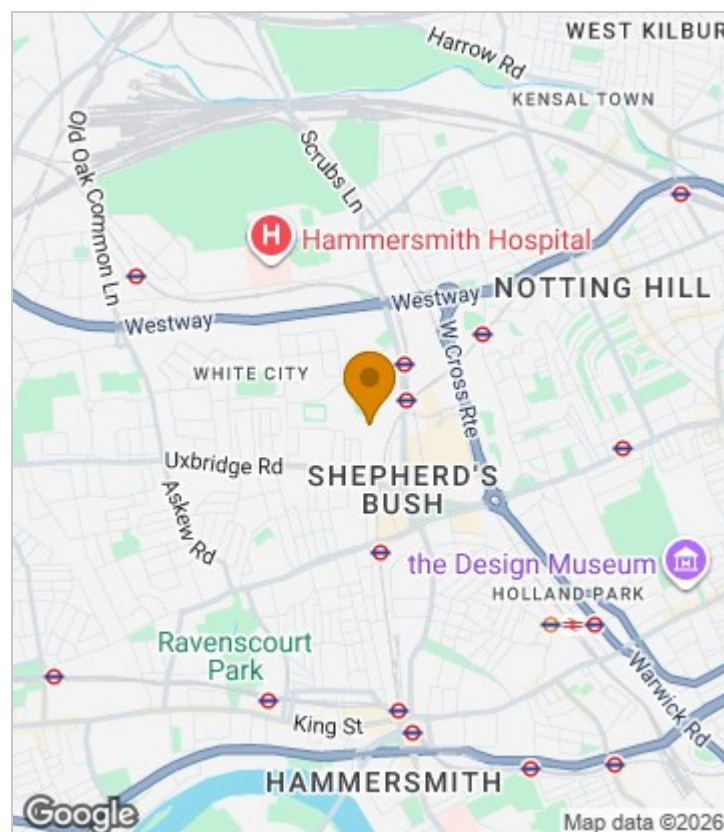 WEST KILBUR
Harrow Rd
KENSAL TOWN
Old Oak Common Ln
Scrubs Ln
H
Hammersmith Hospital
Westway
NOTTING HILL
Westway
W Cross Rte
WHITE CITY
Uxbridge Rd
SHEPHERD'S
BUSH
Askew Rd
the Design Museum
HOLLAND PARK
Ravenscourt
Park
Warwick Rd
King St
HAMMERSMITH
Google
Map data ©2026